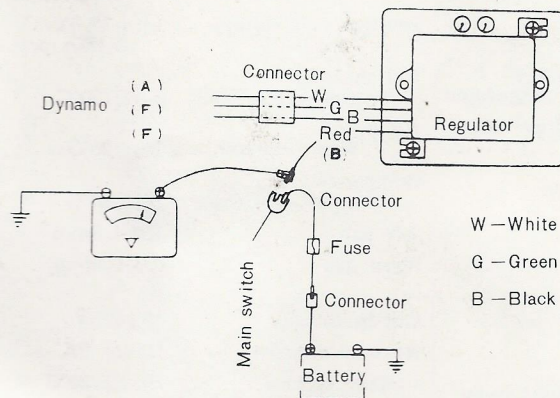 Connector
Dynamo
(A)
(F)
(F)
W
G
B
Red
(B)
Regulator
Connector
Fuse
Main switch
Connector
Battery
W — White
G — Green
B — Black